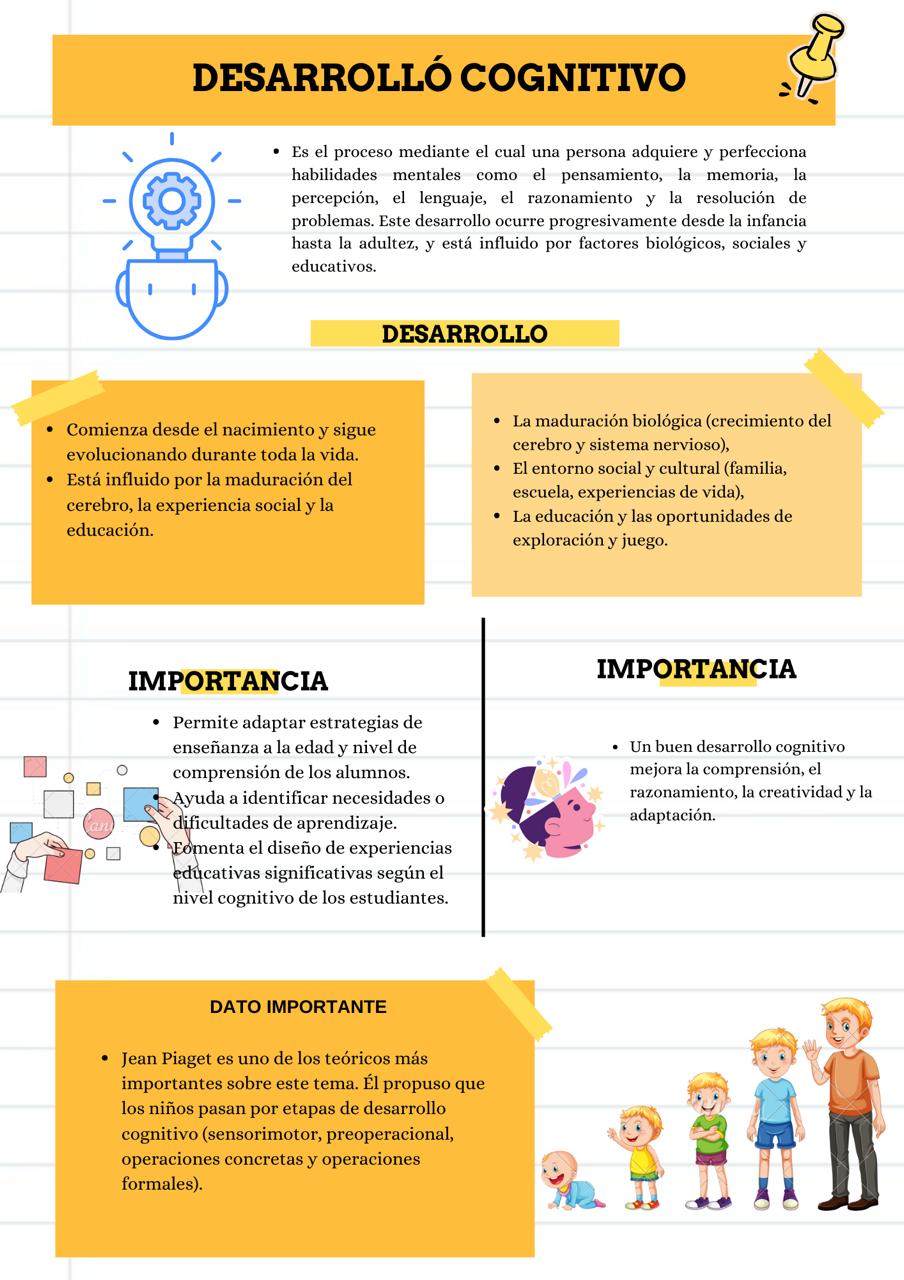 DESARROLLÓ COGNITIVO
• Es el proceso mediante el cual una persona adquiere y perfecciona
habilidades mentales como el pensamiento, la memoria, la
percepción, el lenguaje, el razonamiento y la resolución de
problemas. Este desarrollo ocurre progresivamente desde la infancia
hasta la adultez, y está influido por factores biológicos, sociales y
educativos.
DESARROLLO
• Comienza desde el nacimiento y sigue
evolucionando durante toda la vida.
• Está influido por la maduración del
cerebro, la experiencia social y la
educación.
• La maduración biológica (crecimiento del
cerebro y sistema nervioso),
• El entorno social y cultural (familia,
escuela, experiencias de vida),
• La educación y las oportunidades de
exploración y juego.
IMPORTANCIA
• Permite adaptar estrategias de
enseñanza a la edad y nivel de
comprensión de los alumnos.
• Ayuda a identificar necesidades o
dificultades de aprendizaje.
• Fomenta el diseño de experiencias
educativas significativas según el
nivel cognitivo de los estudiantes.
IMPORTANCIA
• Un buen desarrollo cognitivo
mejora la comprensión, el
razonamiento, la creatividad y la
adaptación.
DATO IMPORTANTE
• Jean Piaget es uno de los teóricos más
importantes sobre este tema. Él propuso que
los niños pasan por etapas de desarrollo
cognitivo (sensorimotor, preoperacional,
operaciones concretas y operaciones
formales).